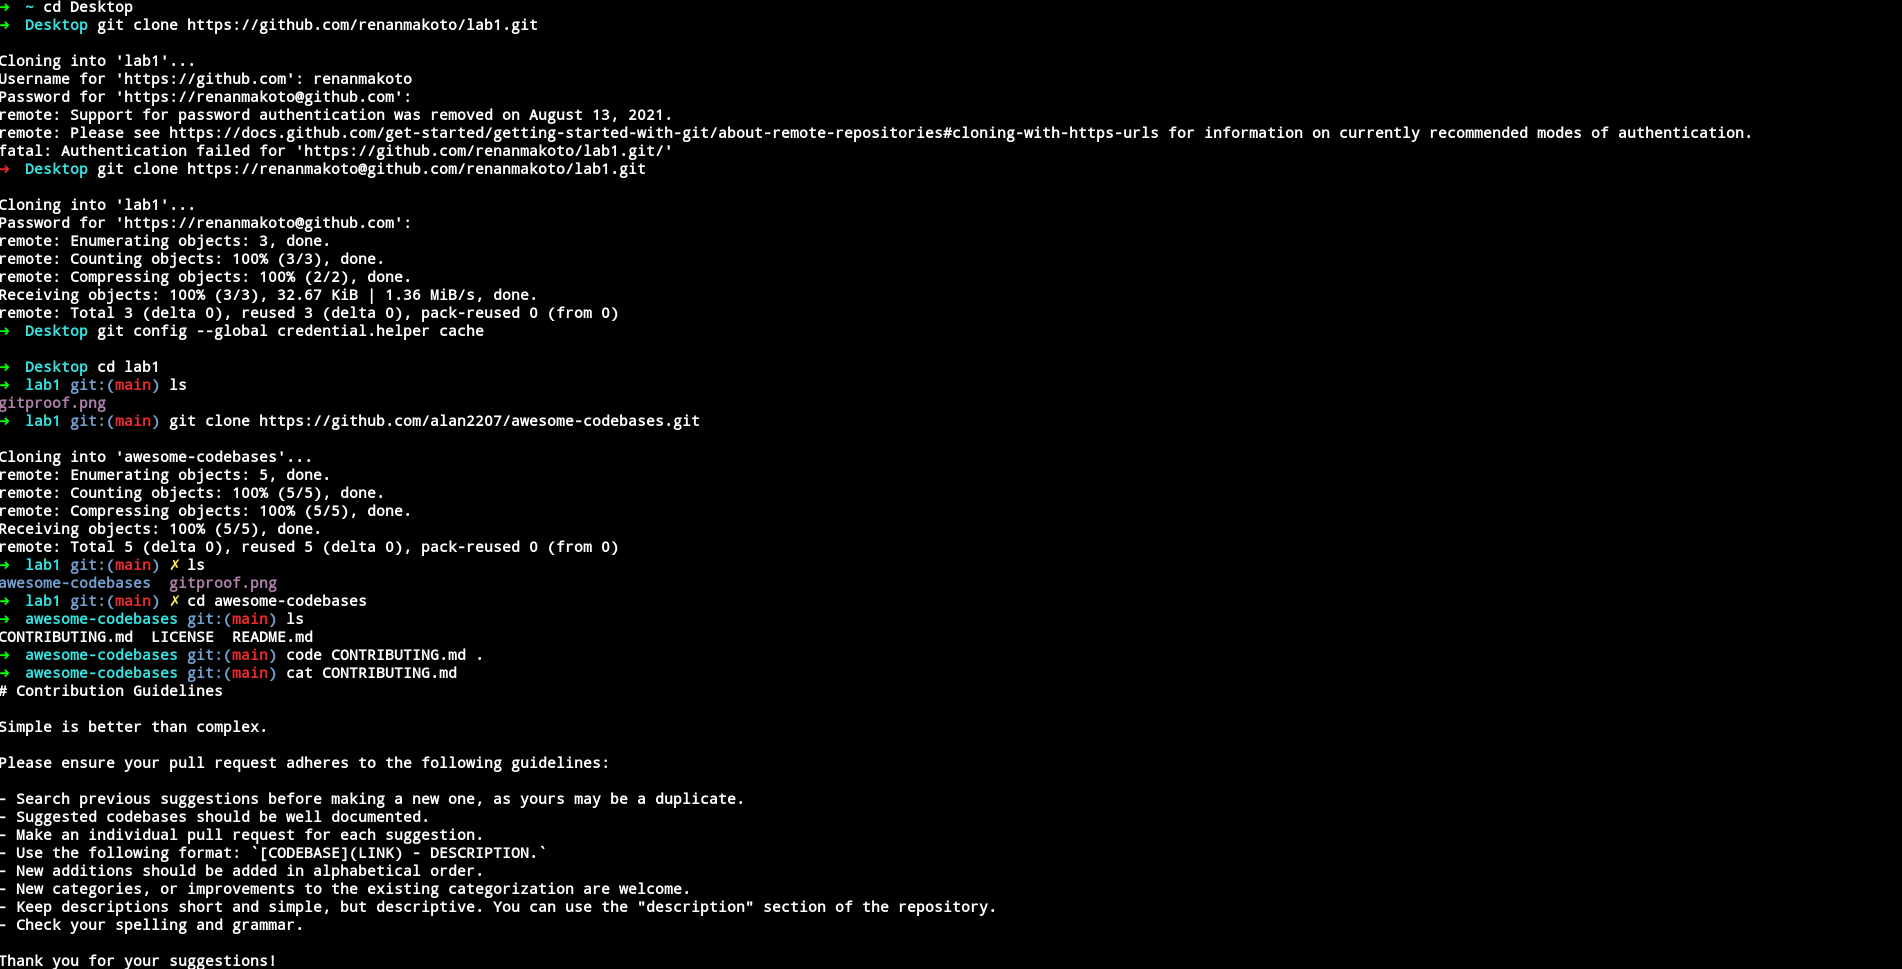 → ~ cd Desktop
→ Desktop git clone https://github.com/renanmakoto/lab1.git
Cloning into 'lab1'...
Username for 'https://github.com': renanmakoto
Password for 'https://renanmakoto@github.com':
remote: Support for password authentication was removed on August 13, 2021.
remote: Please see https://docs.github.com/get-started/getting-started-with-git/about-remote-repositories#cloning-with-https-urls for information on currently recommended modes of authentication.
fatal: Authentication failed for 'https://github.com/renanmakoto/lab1.git/'
→ Desktop git clone https://renanmakoto@github.com/renanmakoto/lab1.git
Cloning into 'lab1'...
Password for 'https://renanmakoto@github.com':
remote: Enumerating objects: 3, done.
remote: Counting objects: 100% (3/3), done.
remote: Compressing objects: 100% (2/2), done.
Receiving objects: 100% (3/3), 32.67 KiB | 1.36 MiB/s, done.
remote: Total 3 (delta 0), reused 3 (delta 0), pack-reused 0 (from 0)
→ Desktop git config --global credential.helper cache
→ Desktop cd lab1
→ lab1 git:(main) ls
gitproof.png
→ lab1 git:(main) git clone https://github.com/alan2207/awesome-codebases.git
Cloning into 'awesome-codebases'...
remote: Enumerating objects: 5, done.
remote: Counting objects: 100% (5/5), done.
remote: Compressing objects: 100% (5/5), done.
Receiving objects: 100% (5/5), done.
remote: Total 5 (delta 0), reused 5 (delta 0), pack-reused 0 (from 0)
→ lab1 git:(main) ✗ ls
awesome-codebases gitproof.png
→ lab1 git:(main) ✗ cd awesome-codebases
→ awesome-codebases git:(main) ls
CONTRIBUTING.md LICENSE README.md
→ awesome-codebases git:(main) code CONTRIBUTING.md .
→ awesome-codebases git:(main) cat CONTRIBUTING.md
# Contribution Guidelines
Simple is better than complex.
Please ensure your pull request adheres to the following guidelines:
- Search previous suggestions before making a new one, as yours may be a duplicate.
- Suggested codebases should be well documented.
- Make an individual pull request for each suggestion.
- Use the following format: `[CODEBASE](LINK) - DESCRIPTION.`
- New additions should be added in alphabetical order.
- New categories, or improvements to the existing categorization are welcome.
- Keep descriptions short and simple, but descriptive. You can use the "description" section of the repository.
- Check your spelling and grammar.
Thank you for your suggestions!